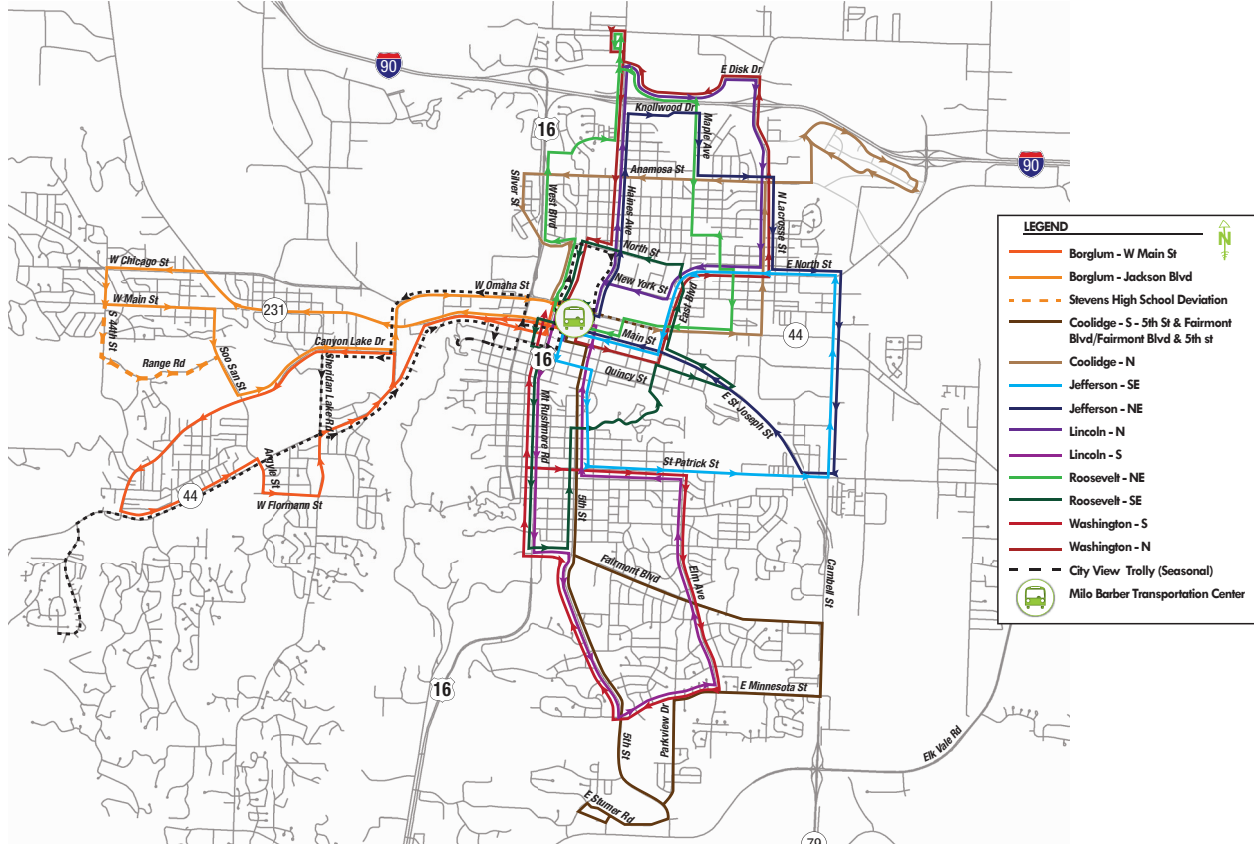 90
E Disk Dr
Knollwood Dr
16
Maple Ave
90
Anamosa St
Silver St
West Blvd
Haines Ave
N Lacrosse St
LEGEND
N
W Chicago St
North St
E North St
Borglum - W Main St
Borglum - Jackson Blvd
W Omaha St
New York St
Stevens High School Deviation
W Main St
231
East Blvd
Coolidge - S - 5th St & Fairmont
Blvd/Fairmont Blvd & 5th st
S 44th St
Canyon Lake Dr
Main St
44
Range Rd
Soo San St
Sheridan Lake Rd
16
Quincy St
Coolidge - N
Jefferson - SE
E St Joseph St
Jefferson - NE
Mt Rushmore Rd
Lincoln - N
Argyle St
St Patrick St
Lincoln - S
44
W Flormann St
5th St
Roosevelt - NE
Roosevelt - SE
Washington - S
Washington - N
Fairmont Blvd
Elm Ave
Cambell St
City View Trolly (Seasonal)
Milo Barber Transportation Center
16
E Minnesota St
5th St
Parkview Dr
Elk Vale Rd
E Stumer Rd
79